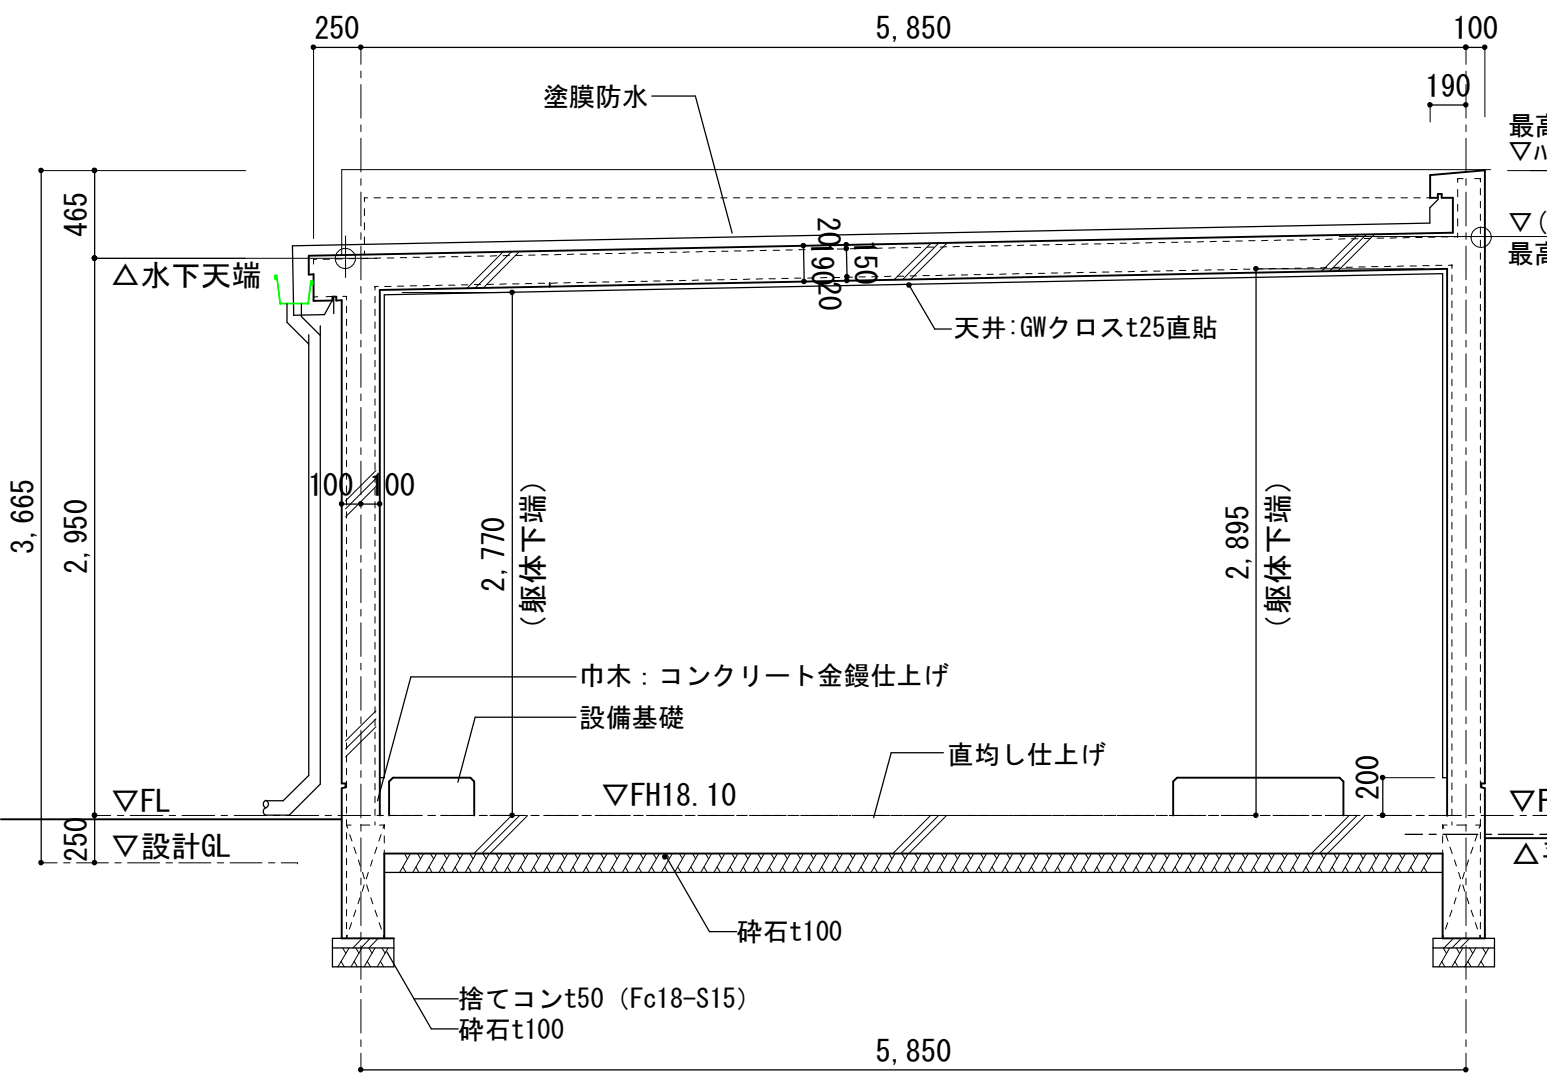 250
5,850
100
190
塗膜防水
最高
▽ハ
465
▽(
最高
20
190
150
20
△水下天端
天井:GWクロスt25直貼
3,665
2,950
100
100
2,770
(躯体下端)
2,895
(躯体下端)
巾木：コンクリート金鏝仕上げ
設備基礎
直均し仕上げ
200
▽FL
▽FH18.10
▽F
250
▽設計GL
△
砕石t100
捨てコンt50（Fc18-S15）
砕石t100
5,850